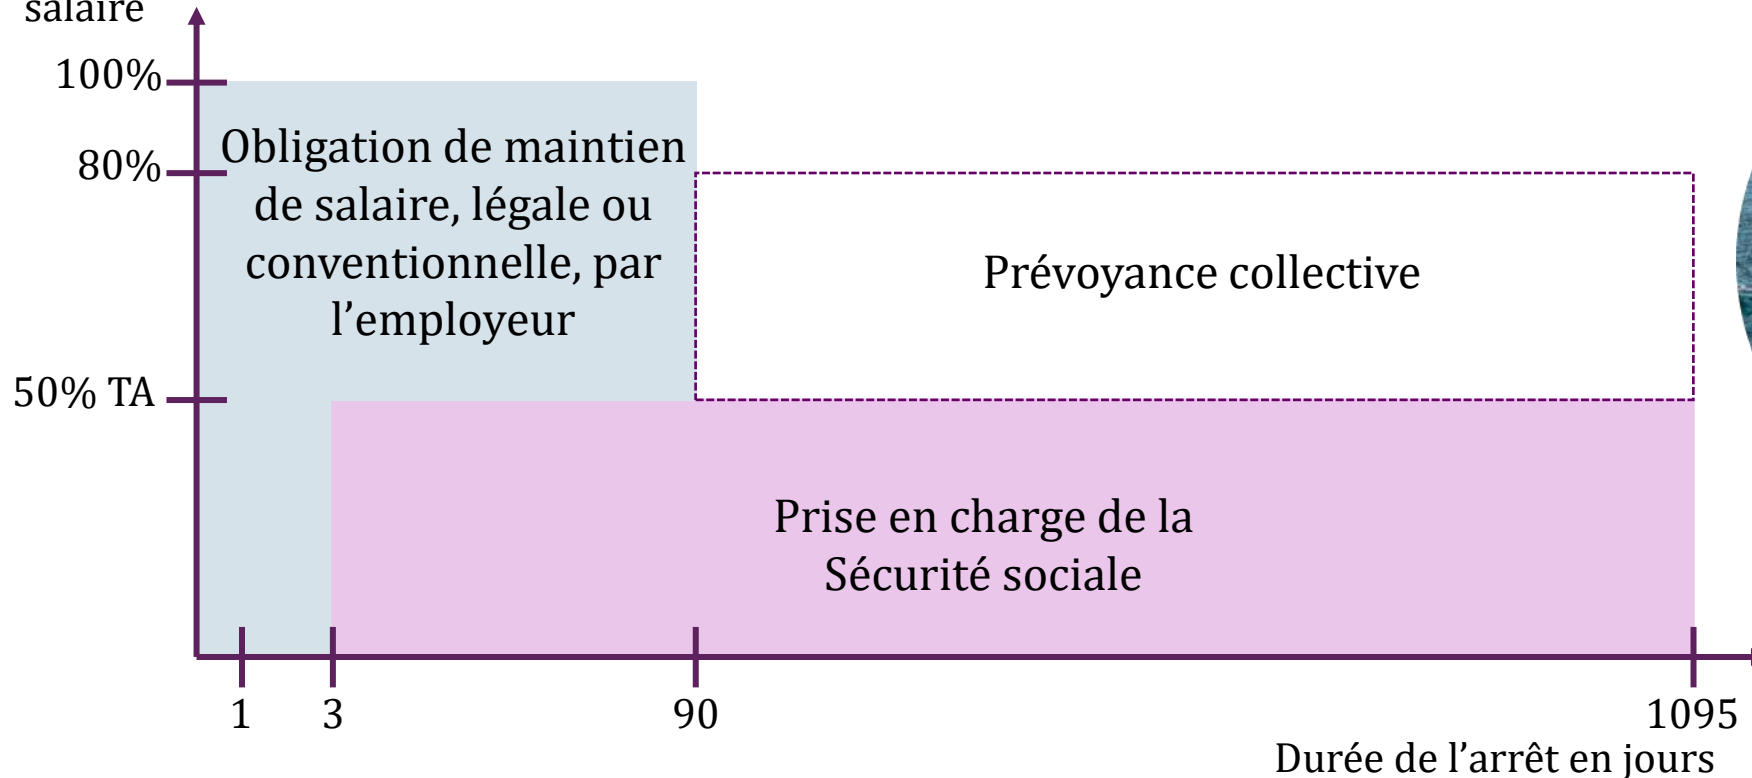 salaire
100%
80%
50% TA
Obligation de maintien
de salaire, légale ou
conventionnelle, par
l’employeur
Prévoyance collective
Prise en charge de la
Sécurité sociale
1
3
90
1095
Durée de l’arrêt en jours